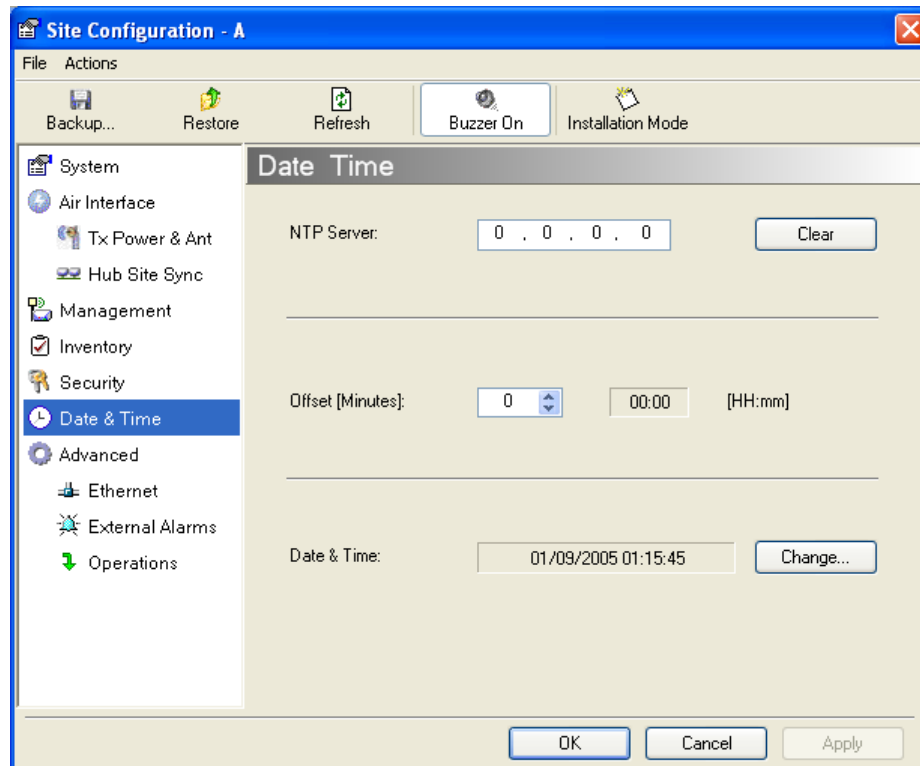 Site Configuration - A
File Actions
Backup... Restore Refresh Buzzer On Installation Mode
System
Air Interface
Tx Power & Ant
Hub Site Sync
Management
Inventory
Security
Date & Time
Advanced
Ethernet
External Alarms
Operations
Date Time
NTP Server: 0 . 0 . 0 . 0 Clear
Offset [Minutes]: 0 00:00 [HH:mm]
Date & Time: 01/09/2005 01:15:45 Change...
OK Cancel Apply